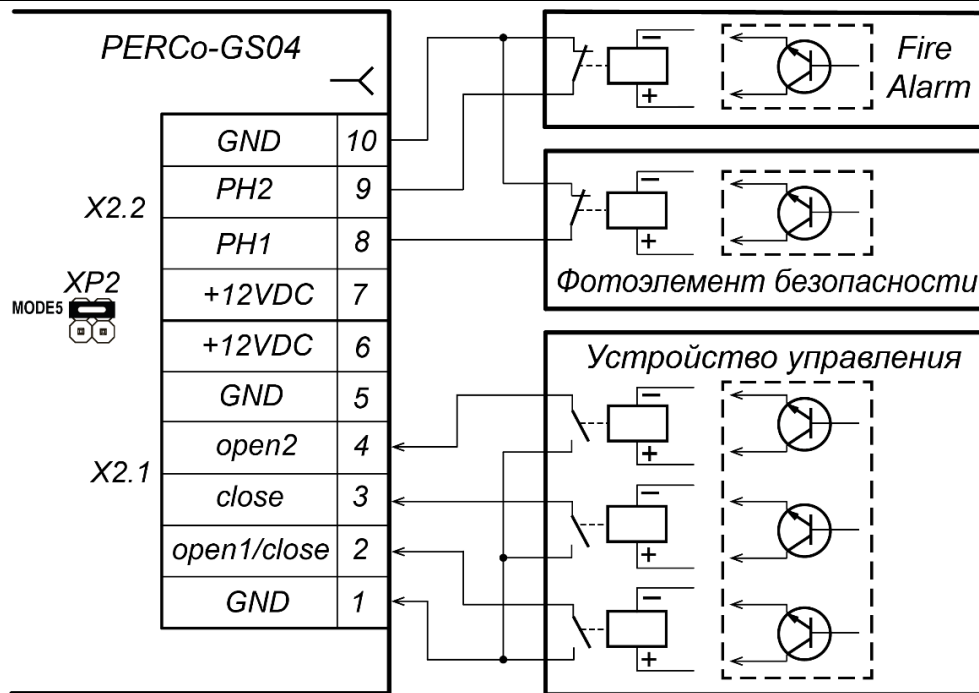 PERCo-GS04
X2.2
XP2
MODE5
X2.1
GND 10
PH2 9
PH1 8
+12VDC 7
+12VDC 6
GND 5
open2 4
close 3
open1/close 2
GND 1
− +
Fire
Alarm
− +
Фотоэлемент безопасности
Устройство управления
− +
− +
− +